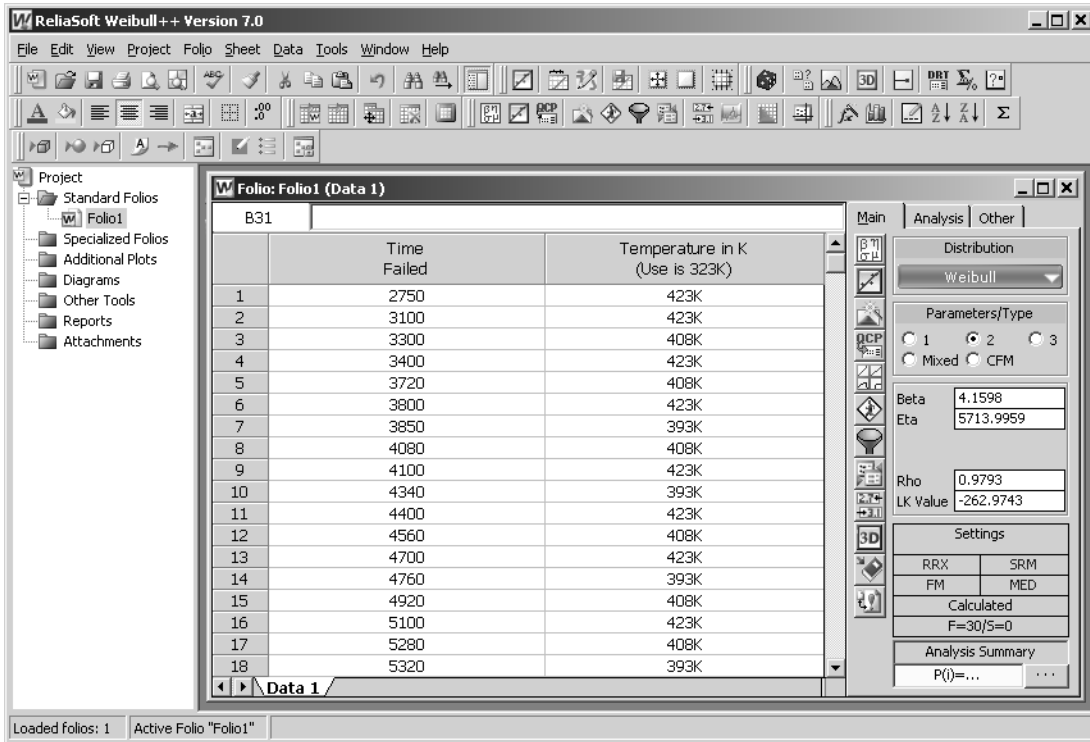 ReliaSoft Weibull++ Version 7.0
File Edit View Project Folio Sheet Data Tools Window Help
Project
Standard Folios
Folio1
Specialized Folios
Additional Plots
Diagrams
Other Tools
Reports
Attachments
Folio: Folio1 (Data 1)
B31
Time Failed
Temperature in K (Use is 323K)
1 2750 423K
2 3100 423K
3 3300 408K
4 3400 423K
5 3720 408K
6 3800 423K
7 3850 393K
8 4080 408K
9 4100 423K
10 4340 393K
11 4400 423K
12 4560 408K
13 4700 423K
14 4760 393K
15 4920 408K
16 5100 423K
17 5280 408K
18 5320 393K
Data 1
Main Analysis Other
Distribution
Weibull
Parameters/Type
1 2 3
Mixed CFM
Beta 4.1598
Eta 5713.9959
Rho 0.9793
LK Value -262.9743
Settings
RRX SRM
FM MED
Calculated
F=30/S=0
Analysis Summary
P(i)=... ...
QCP
3D
Loaded folios: 1 Active Folio "Folio1"